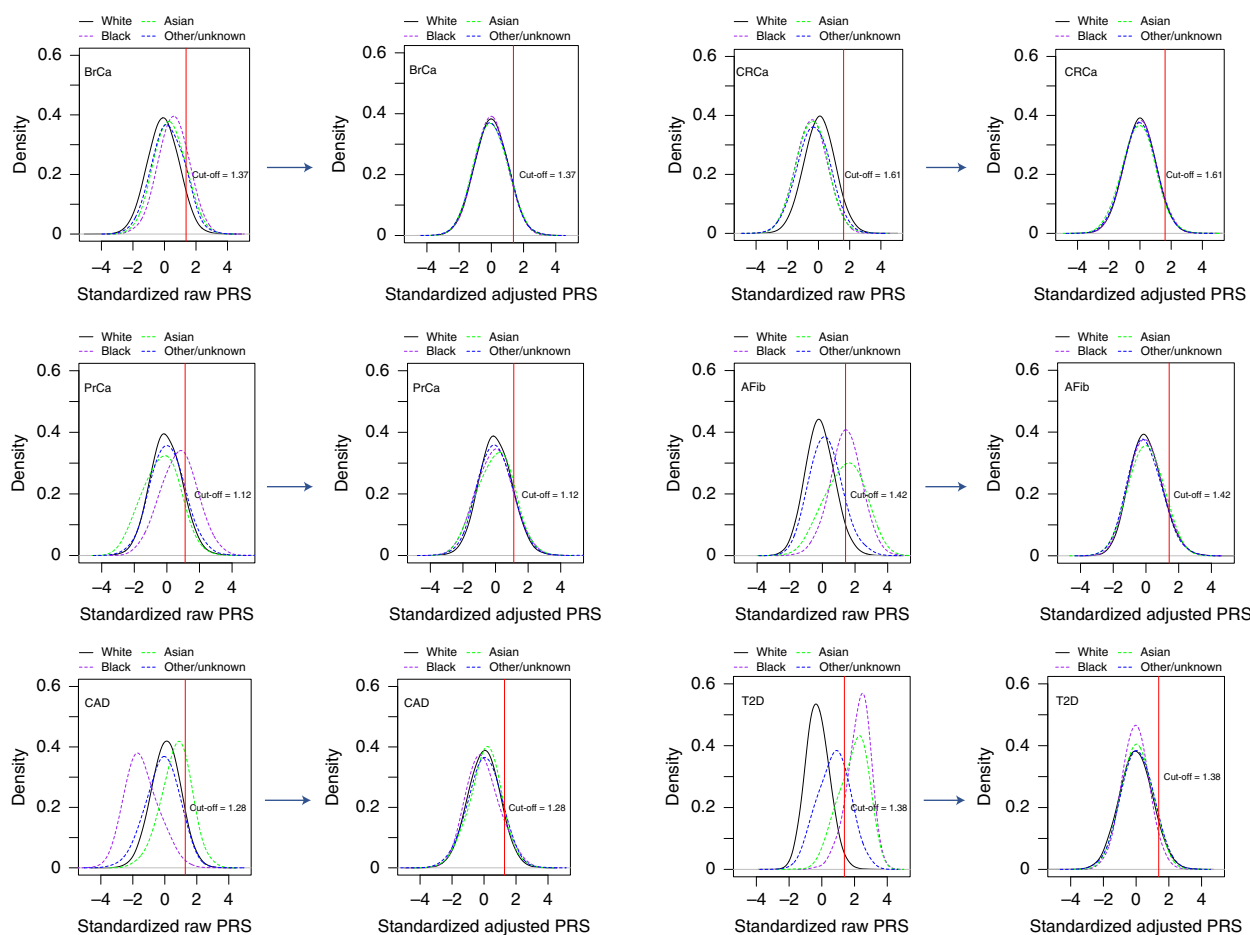 White Asian
Black Other/unknown
0.6
BrCa
0.4
Density
0.2
Cut-off = 1.37
0
−4 −2 0 2 4
Standardized raw PRS
White Asian
Black Other/unknown
0.6
BrCa
0.4
Density
0.2
Cut-off = 1.37
0
−4 −2 0 2 4
Standardized adjusted PRS
White Asian
Black Other/unknown
0.6
CRCa
0.4
Density
0.2
Cut-off = 1.61
0
−4 −2 0 2 4
Standardized raw PRS
White Asian
Black Other/unknown
0.6
CRCa
0.4
Density
0.2
Cut-off = 1.61
0
−4 −2 0 2 4
Standardized adjusted PRS
White Asian
Black Other/unknown
0.6
PrCa
0.4
Density
0.2
Cut-off = 1.12
0
−4 −2 0 2 4
Standardized raw PRS
White Asian
Black Other/unknown
0.6
PrCa
0.4
Density
0.2
Cut-off = 1.12
0
−4 −2 0 2 4
Standardized adjusted PRS
White Asian
Black Other/unknown
0.6
AFib
0.4
Density
0.2
Cut-off = 1.42
0
−4 −2 0 2 4
Standardized raw PRS
White Asian
Black Other/unknown
0.6
AFib
0.4
Density
0.2
Cut-off = 1.42
0
−4 −2 0 2 4
Standardized adjusted PRS
White Asian
Black Other/unknown
0.6
CAD
0.4
Density
0.2
Cut-off = 1.28
0
−4 −2 0 2 4
Standardized raw PRS
White Asian
Black Other/unknown
0.6
CAD
0.4
Density
0.2
Cut-off = 1.28
0
−4 −2 0 2 4
Standardized adjusted PRS
White Asian
Black Other/unknown
0.6
T2D
0.4
Density
0.2
Cut-off = 1.38
0
−4 −2 0 2 4
Standardized raw PRS
White Asian
Black Other/unknown
0.6
T2D
0.4
Density
Cut-off = 1.38
0.2
0
−4 −2 0 2 4
Standardized adjusted PRS